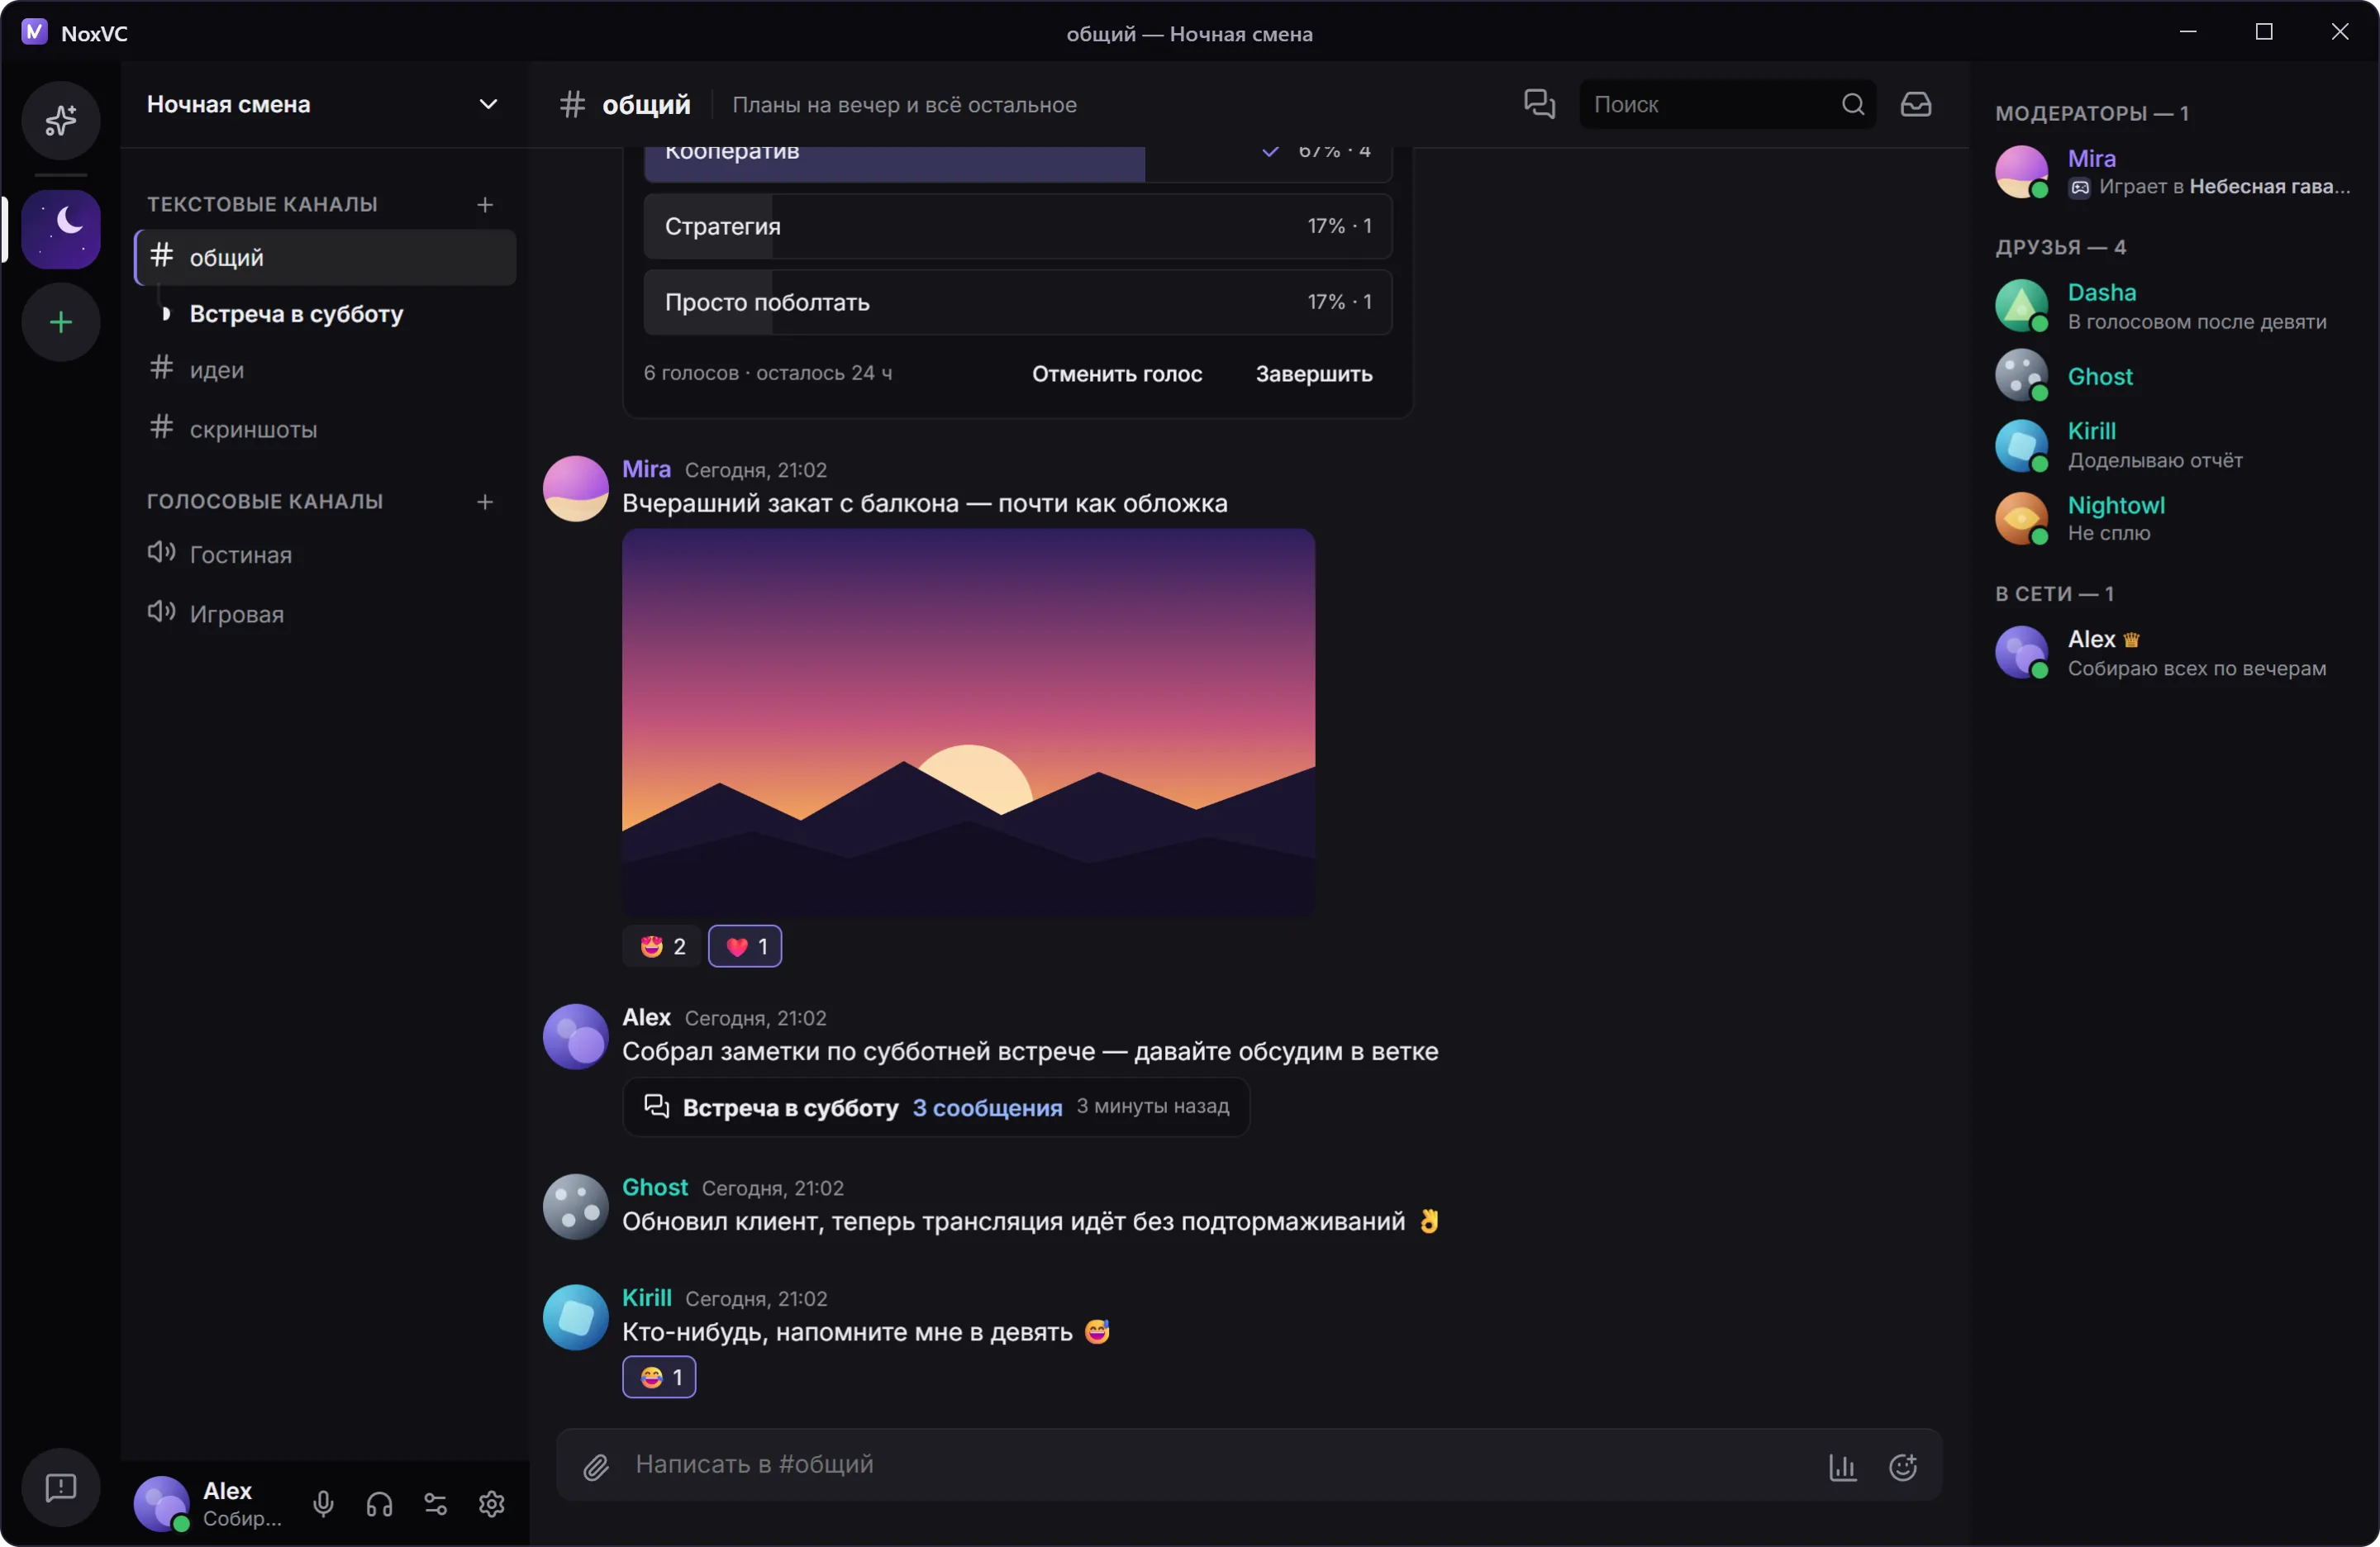 NoxVC
общий — Ночная смена
Ночная смена
ТЕКСТОВЫЕ КАНАЛЫ
общий
Встреча в субботу
идеи
скриншоты
ГОЛОСОВЫЕ КАНАЛЫ
Гостиная
Игровая
Alex
Собир...
# общий
Планы на вечер и всё остальное
Поиск
Кооператив 67% · 4
Стратегия 17% · 1
Просто поболтать 17% · 1
6 голосов · осталось 24 ч Отменить голос Завершить
Mira Сегодня, 21:02
Вчерашний закат с балкона — почти как обложка
😍 2 ❤️ 1
Alex Сегодня, 21:02
Собрал заметки по субботней встрече — давайте обсудим в ветке
Встреча в субботу 3 сообщения 3 минуты назад
Ghost Сегодня, 21:02
Обновил клиент, теперь трансляция идёт без подтормаживаний 👌
Kirill Сегодня, 21:02
Кто-нибудь, напомните мне в девять 😅
😂 1
Написать в #общий
МОДЕРАТОРЫ — 1
Mira
Играет в Небесная гава...
ДРУЗЬЯ — 4
Dasha
В голосовом после девяти
Ghost
Kirill
Доделываю отчёт
Nightowl
Не сплю
В СЕТИ — 1
Alex
Собираю всех по вечерам